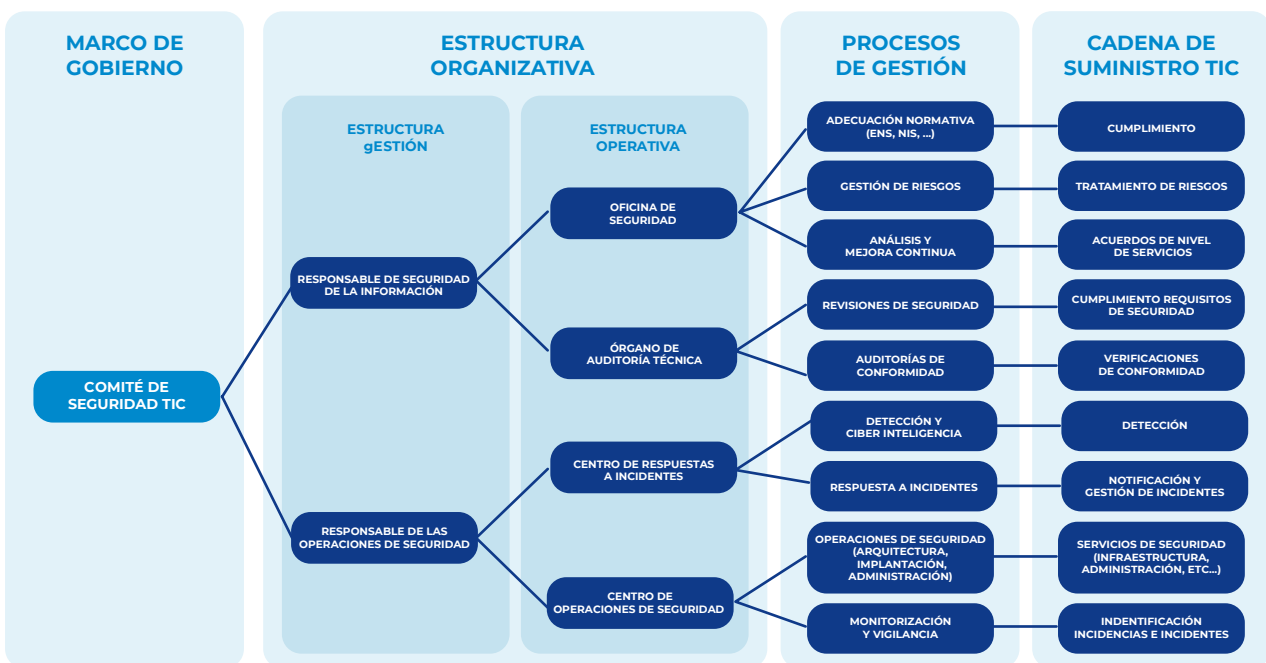 MARCO DE
GOBIERNO
ESTRUCTURA
ORGANIZATIVA
PROCESOS
DE GESTIÓN
CADENA DE
SUMINISTRO TIC
ESTRUCTURA
gESTIÓN
ESTRUCTURA
OPERATIVA
COMITÉ DE
SEGURIDAD TIC
RESPONSABLE DE SEGURIDAD
DE LA INFORMACIÓN
RESPONSABLE DE LAS
OPERACIONES DE SEGURIDAD
OFICINA DE
SEGURIDAD
ÓRGANO DE
AUDITORÍA TÉCNICA
CENTRO DE RESPUESTAS
A INCIDENTES
CENTRO DE
OPERACIONES DE SEGURIDAD
ADECUACIÓN NORMATIVA
(ENS, NIS, ...)
GESTIÓN DE RIESGOS
ANÁLISIS Y
MEJORA CONTINUA
REVISIONES DE SEGURIDAD
AUDITORÍAS DE
CONFORMIDAD
DETECCIÓN Y
CIBER INTELIGENCIA
RESPUESTA A INCIDENTES
OPERACIONES DE SEGURIDAD
(ARQUITECTURA,
IMPLANTACIÓN,
ADMINISTRACIÓN)
MONITORIZACIÓN
Y VIGILANCIA
CUMPLIMIENTO
TRATAMIENTO DE RIESGOS
ACUERDOS DE NIVEL
DE SERVICIOS
CUMPLIMIENTO REQUISITOS
DE SEGURIDAD
VERIFICACIONES
DE CONFORMIDAD
DETECCIÓN
NOTIFICACIÓN Y
GESTIÓN DE INCIDENTES
SERVICIOS DE SEGURIDAD
(INFRAESTRUCTURA,
ADMINISTRACIÓN, ETC...)
INDENTIFICACIÓN
INCIDENCIAS E INCIDENTES